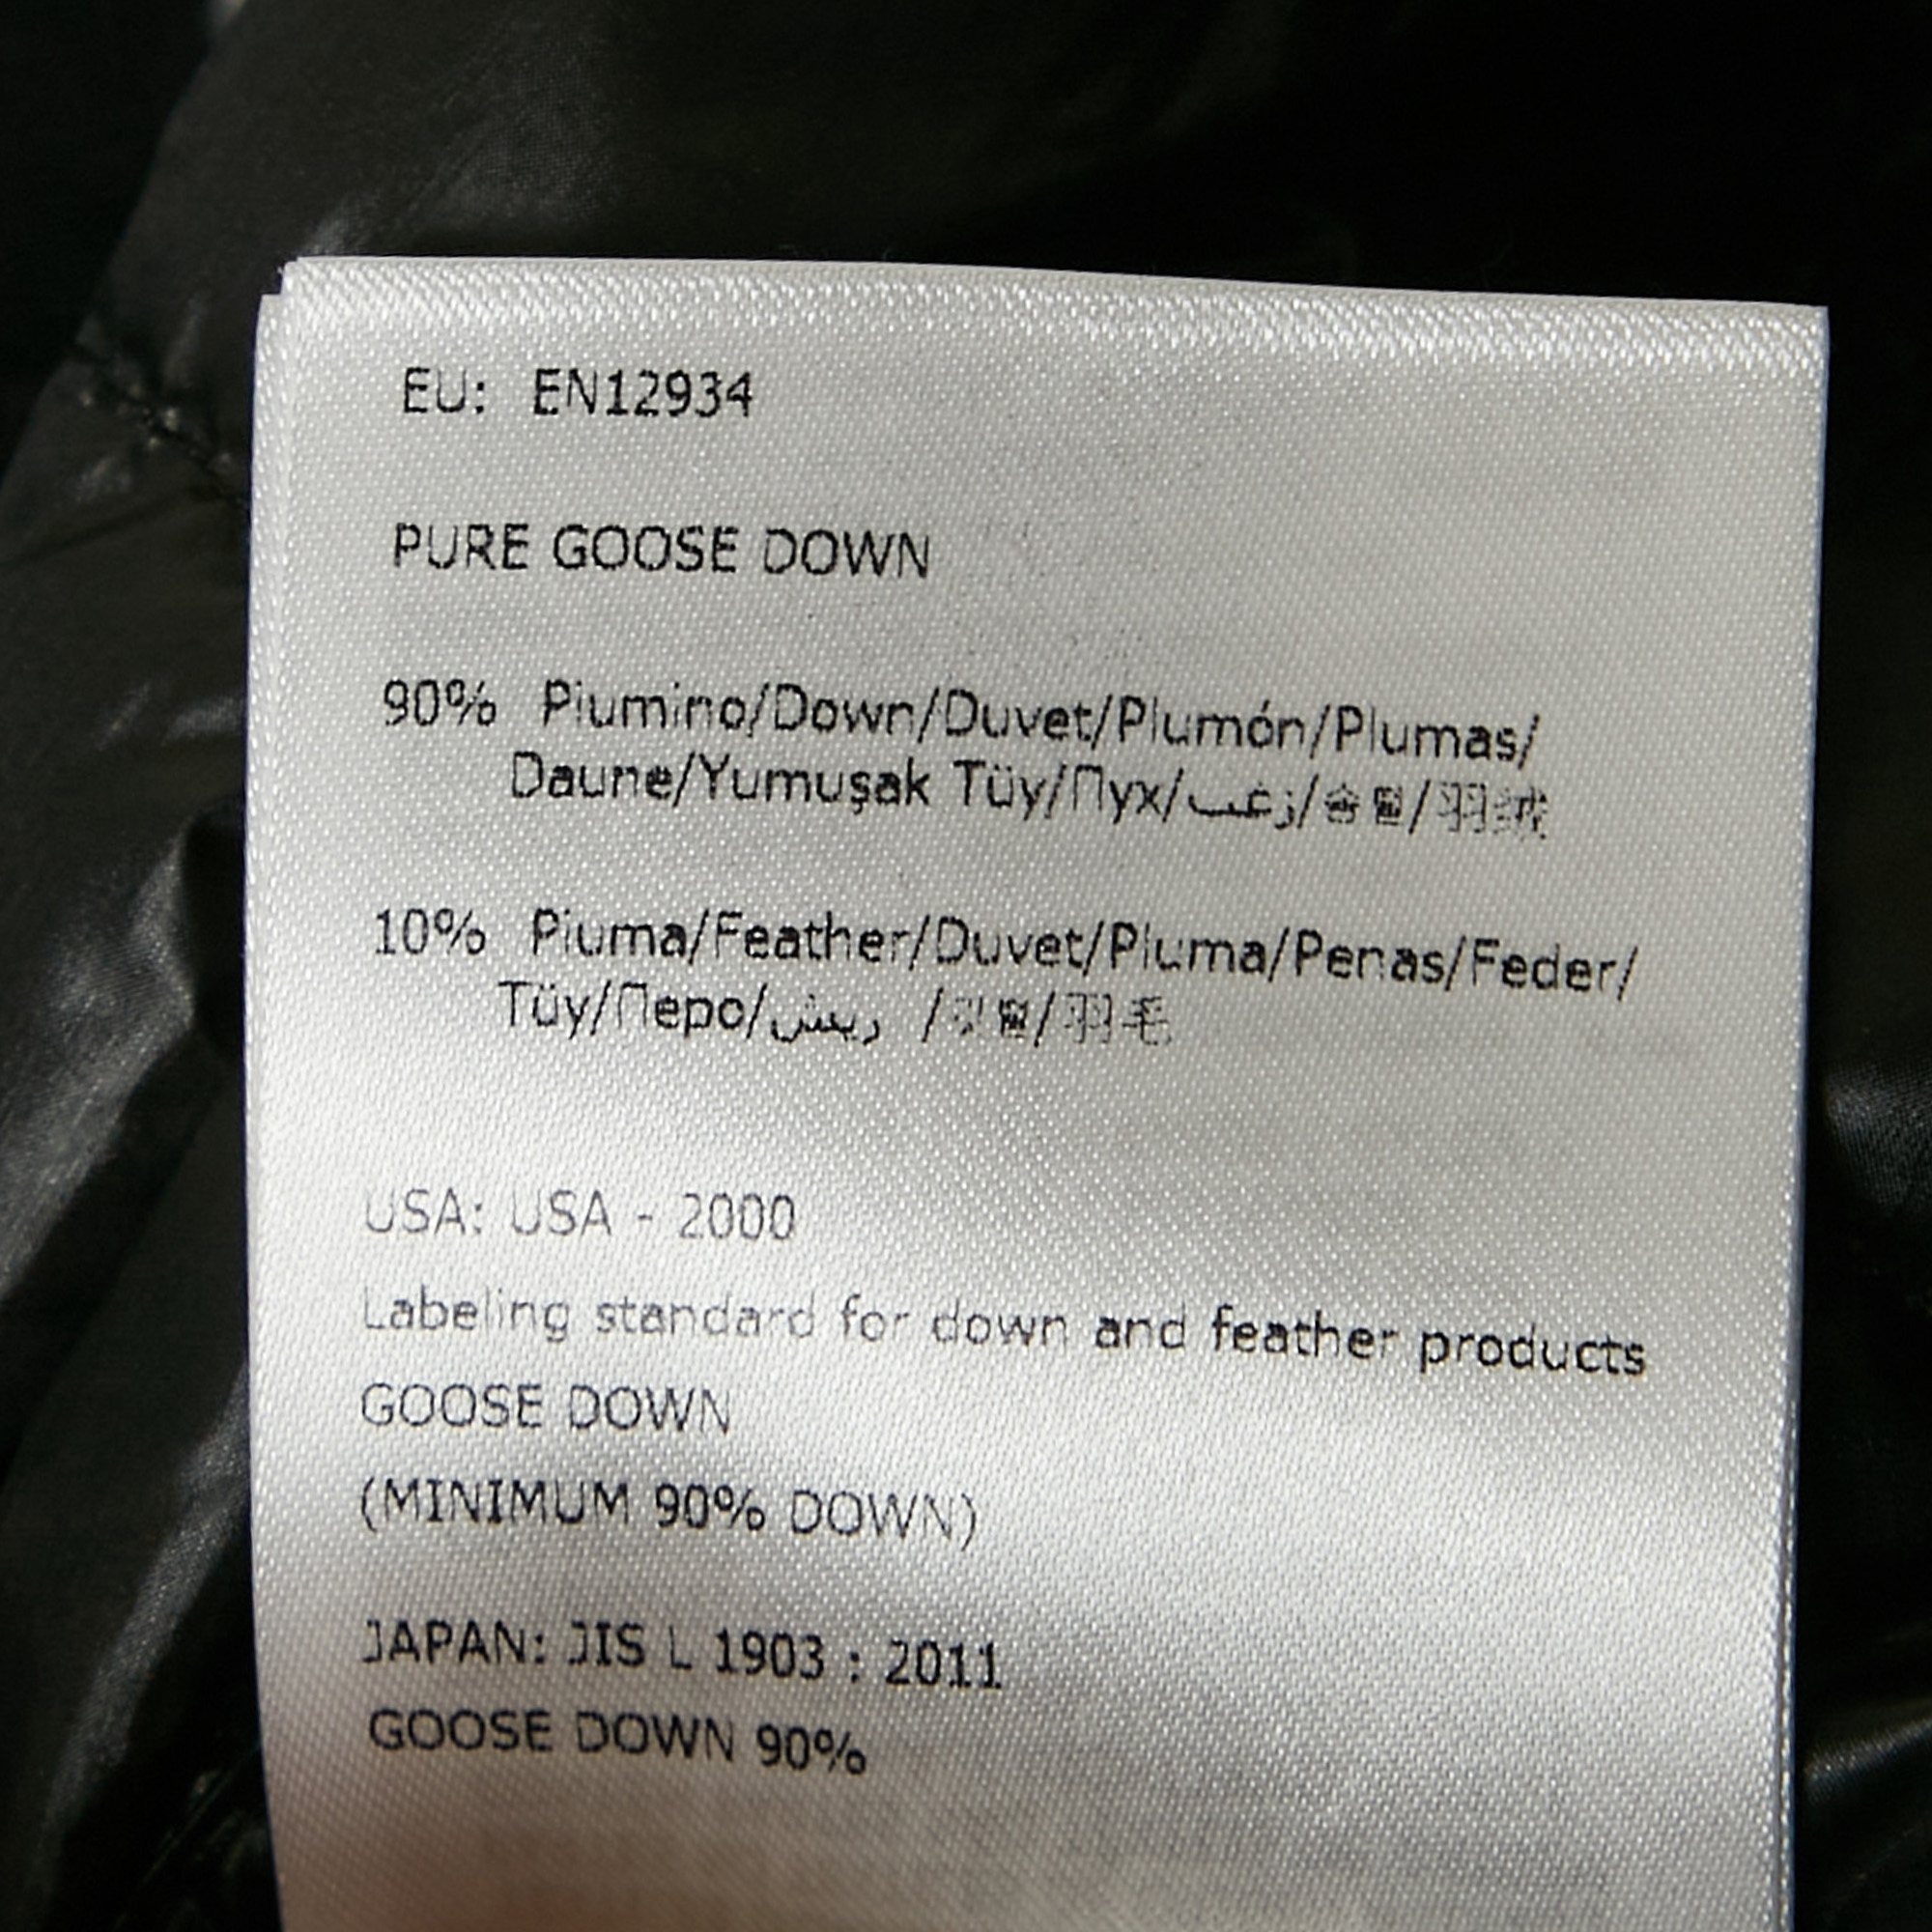 EU: EN12934
PURE GOOSE DOWN
90% Piumino/Down/Duvet/Plumón/Plumas/
Daune/Yumuşak Tüy/Пух/زغب/솜털/羽绒
10% Piuma/Feather/Duvet/Pluma/Penas/Feder/
Tüy/Перо/ريش /깃털/羽毛
USA: USA - 2000
Labeling standard for down and feather products
GOOSE DOWN
(MINIMUM 90% DOWN)
JAPAN: JIS L 1903 : 2011
GOOSE DOWN 90%